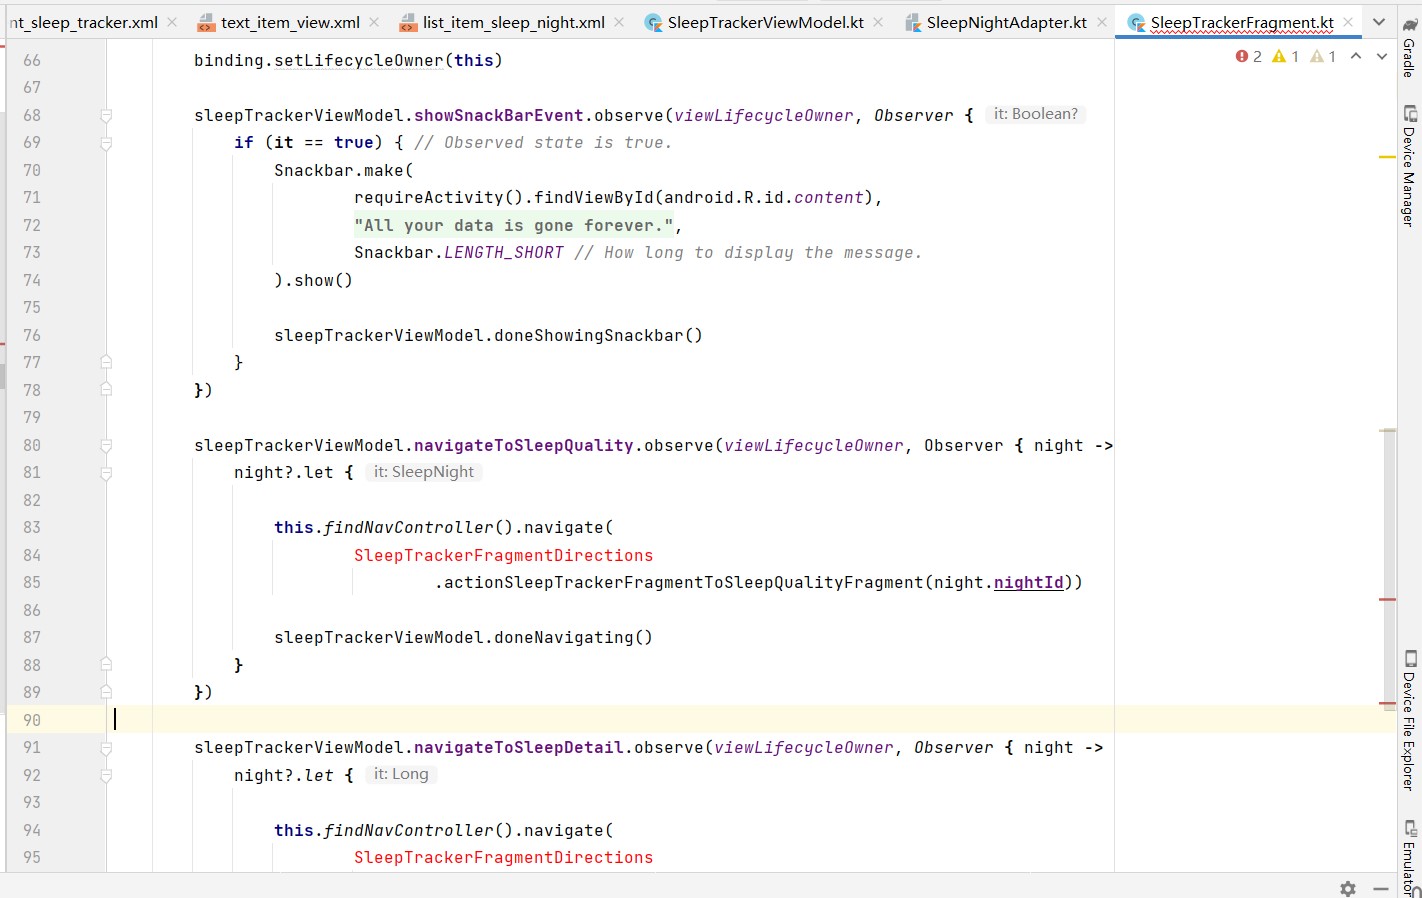 nt_sleep_tracker.xml text_item_view.xml list_item_sleep_night.xml SleepTrackerViewModel.kt SleepNightAdapter.kt SleepTrackerFragment.kt
2 1 1
66 binding.setLifecycleOwner(this)
67
68 sleepTrackerViewModel.showSnackBarEvent.observe(viewLifecycleOwner, Observer { it: Boolean?
69 if (it == true) { // Observed state is true.
70 Snackbar.make(
71 requireActivity().findViewById(android.R.id.content),
72 "All your data is gone forever.",
73 Snackbar.LENGTH_SHORT // How long to display the message.
74 ).show()
75
76 sleepTrackerViewModel.doneShowingSnackbar()
77 }
78 })
79
80 sleepTrackerViewModel.navigateToSleepQuality.observe(viewLifecycleOwner, Observer { night ->
81 night?.let { it: SleepNight
82
83 this.findNavController().navigate(
84 SleepTrackerFragmentDirections
85 .actionSleepTrackerFragmentToSleepQualityFragment(night.nightId))
86
87 sleepTrackerViewModel.doneNavigating()
88 }
89 })
90
91 sleepTrackerViewModel.navigateToSleepDetail.observe(viewLifecycleOwner, Observer { night ->
92 night?.let { it: Long
93
94 this.findNavController().navigate(
95 SleepTrackerFragmentDirections
Gradle
Device Manager
Device File Explorer
Emulator